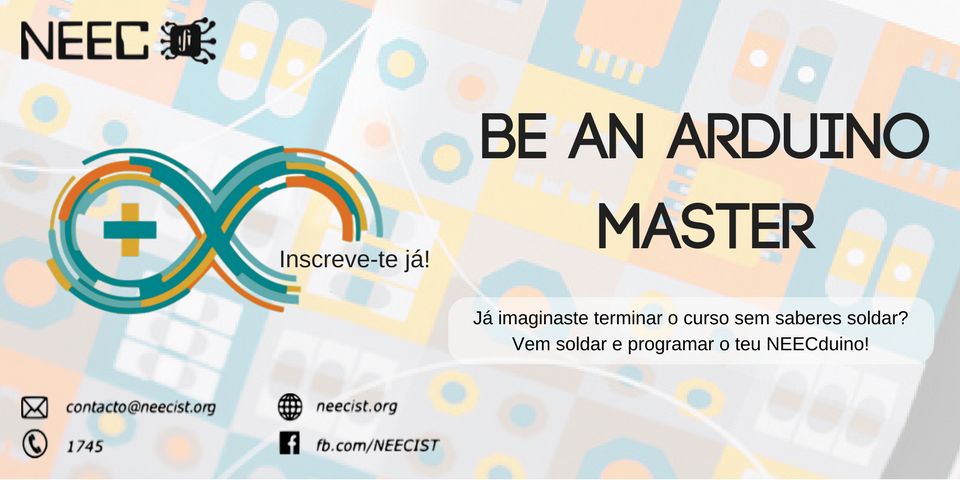 NEEC
BE AN ARDUINO
MASTER
Inscreve-te já!
Já imaginaste terminar o curso sem saberes soldar?
Vem soldar e programar o teu NEECduino!
contacto@neecist.org
neecist.org
1745
fb.com/NEECIST